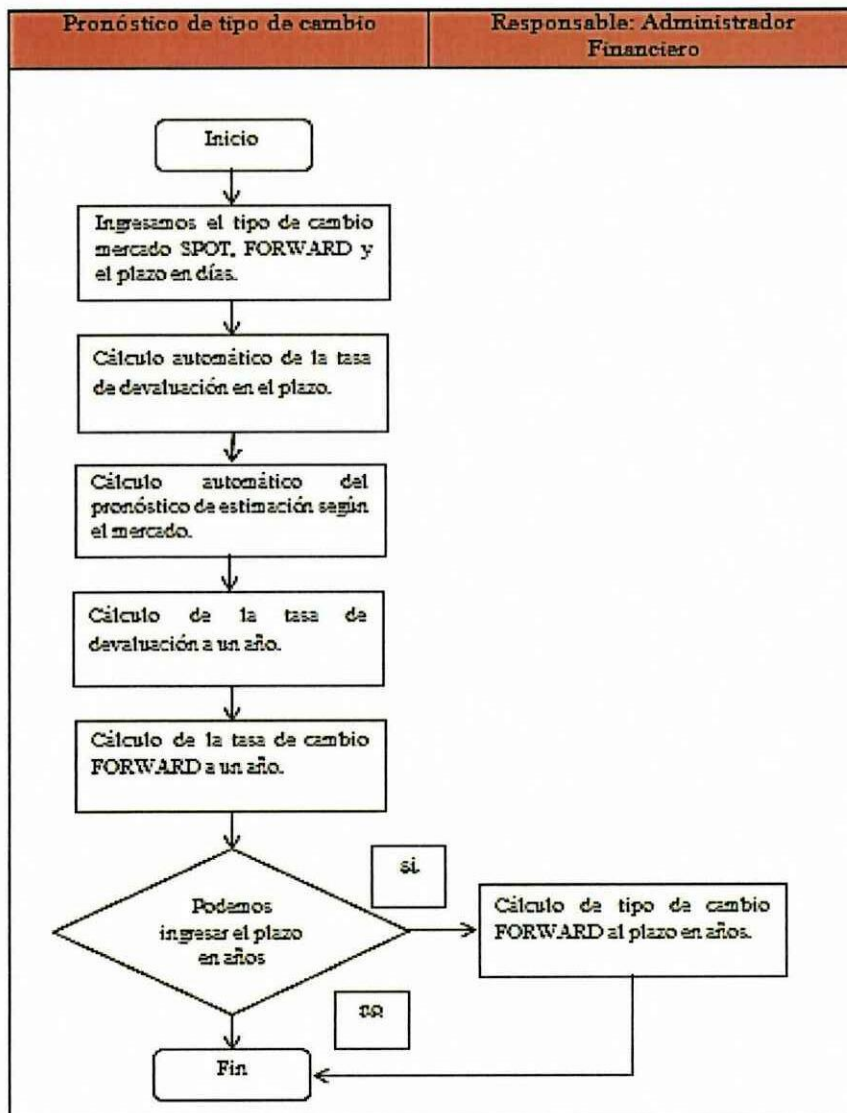 Pronóstico de tipo de cambio
Responsable: Administrador
Financiero
Inicio
Ingresamos el tipo de cambio
mercado SPOT, FORWARD y
el plazo en días.
Cálculo automático de la tasa
de devaluación en el plazo.
Cálculo automático del
pronóstico de estimación según
el mercado.
Cálculo de la tasa de
devaluación a un año.
Cálculo de la tasa de cambio
FORWARD a un año.
si
Podemos
ingresar el plazo
en años
Cálculo de tipo de cambio
FORWARD al plazo en años.
no
Fin